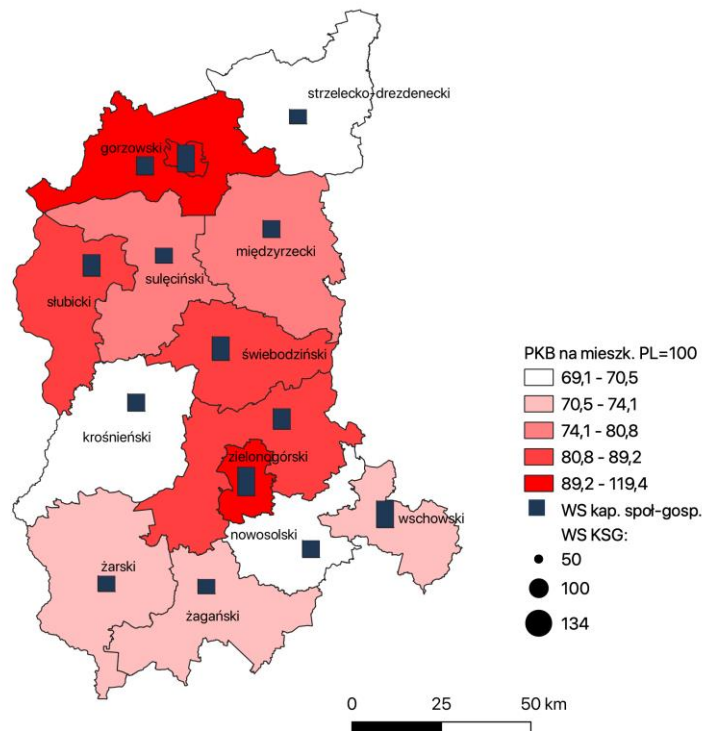 strzelecko-drezdenecki
gorzowski
międzyrzecki
sulęciński
słubicki
świebodziński
PKB na mieszk. PL=100
69,1 - 70,5
70,5 - 74,1
74,1 - 80,8
80,8 - 89,2
89,2 - 119,4
WS kap. społ-gosp.
WS KSG:
50
100
134
krośnieński
zielonogórski
wschowski
nowosolski
żarski
żagański
0 25 50 km